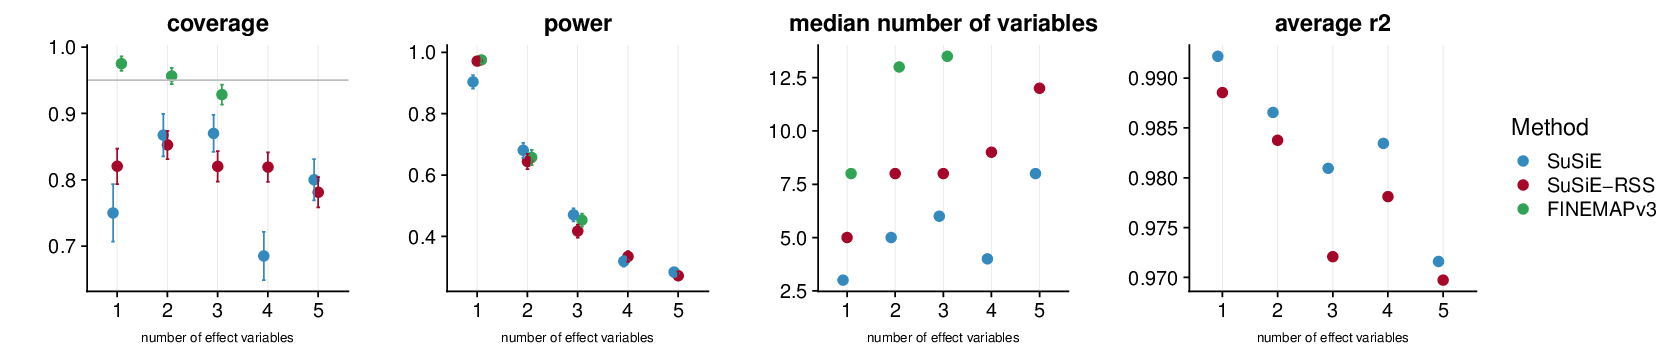 coverage
1.0
0.9
0.8
0.7
1 2 3 4 5
number of effect variables
power
1.0
0.8
0.6
0.4
1 2 3 4 5
number of effect variables
median number of variables
12.5
10.0
7.5
5.0
2.5
1 2 3 4 5
number of effect variables
average r2
0.990
0.985
0.980
0.975
0.970
1 2 3 4 5
number of effect variables
Method
SuSiE
SuSiE−RSS
FINEMAPv3